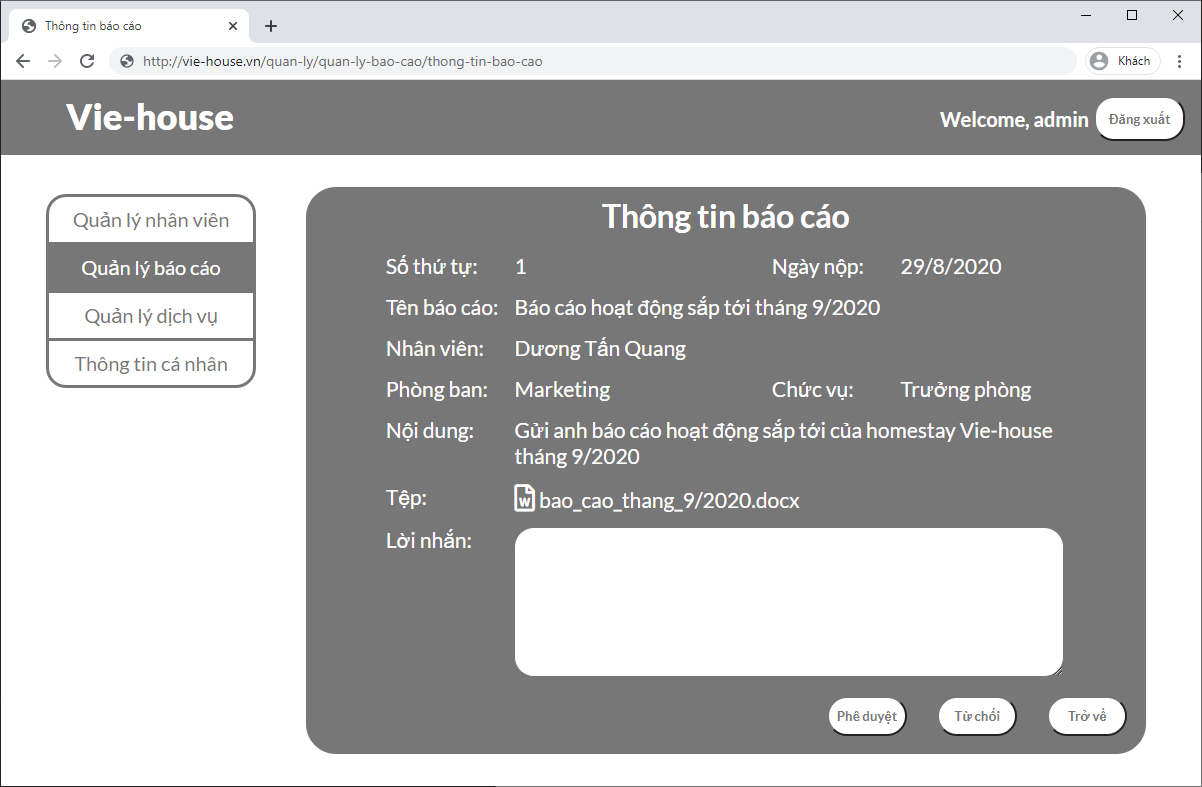 Thông tin báo cáo
http://vie-house.vn/quan-ly/quan-ly-bao-cao/thong-tin-bao-cao
Khách
Vie-house
Welcome, admin
Đăng xuất
Quản lý nhân viên
Quản lý báo cáo
Quản lý dịch vụ
Thông tin cá nhân
Thông tin báo cáo
Số thứ tự: 1 Ngày nộp: 29/8/2020
Tên báo cáo: Báo cáo hoạt động sắp tới tháng 9/2020
Nhân viên: Dương Tấn Quang
Phòng ban: Marketing Chức vụ: Trưởng phòng
Nội dung: Gửi anh báo cáo hoạt động sắp tới của homestay Vie-house
tháng 9/2020
Tệp: bao_cao_thang_9/2020.docx
Lời nhắn:
Phê duyệt Từ chối Trở về